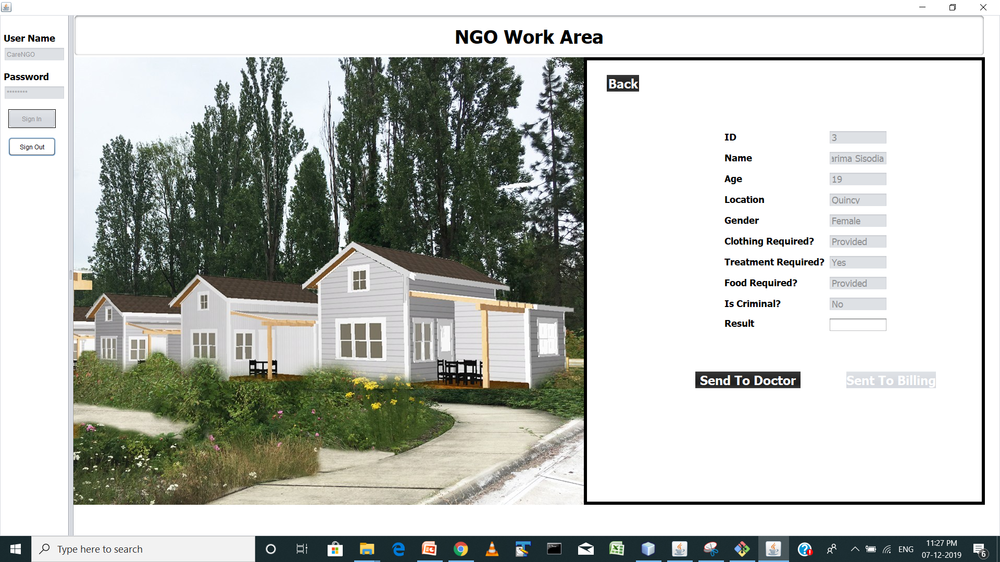 NGO Work Area
User Name
CareNGO
Password
********
Sign In
Sign Out
Back
ID 3
Name arima Sisodia
Age 19
Location Quincy
Gender Female
Clothing Required? Provided
Treatment Required? Yes
Food Required? Provided
Is Criminal? No
Result
Send To Doctor
Sent To Billing
Type here to search
ENG
11:27 PM
07-12-2019
6